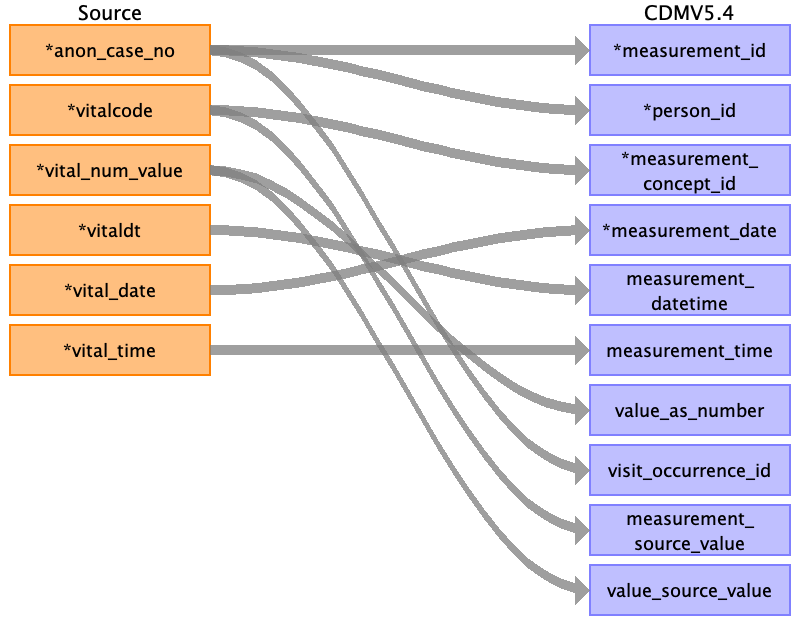 Source
CDMV5.4
*anon_case_no
*measurement_id
*vitalcode
*person_id
*vital_num_value
*measurement_
concept_id
*vitaldt
*measurement_date
*vital_date
measurement_
datetime
*vital_time
measurement_time
value_as_number
visit_occurrence_id
measurement_
source_value
value_source_value